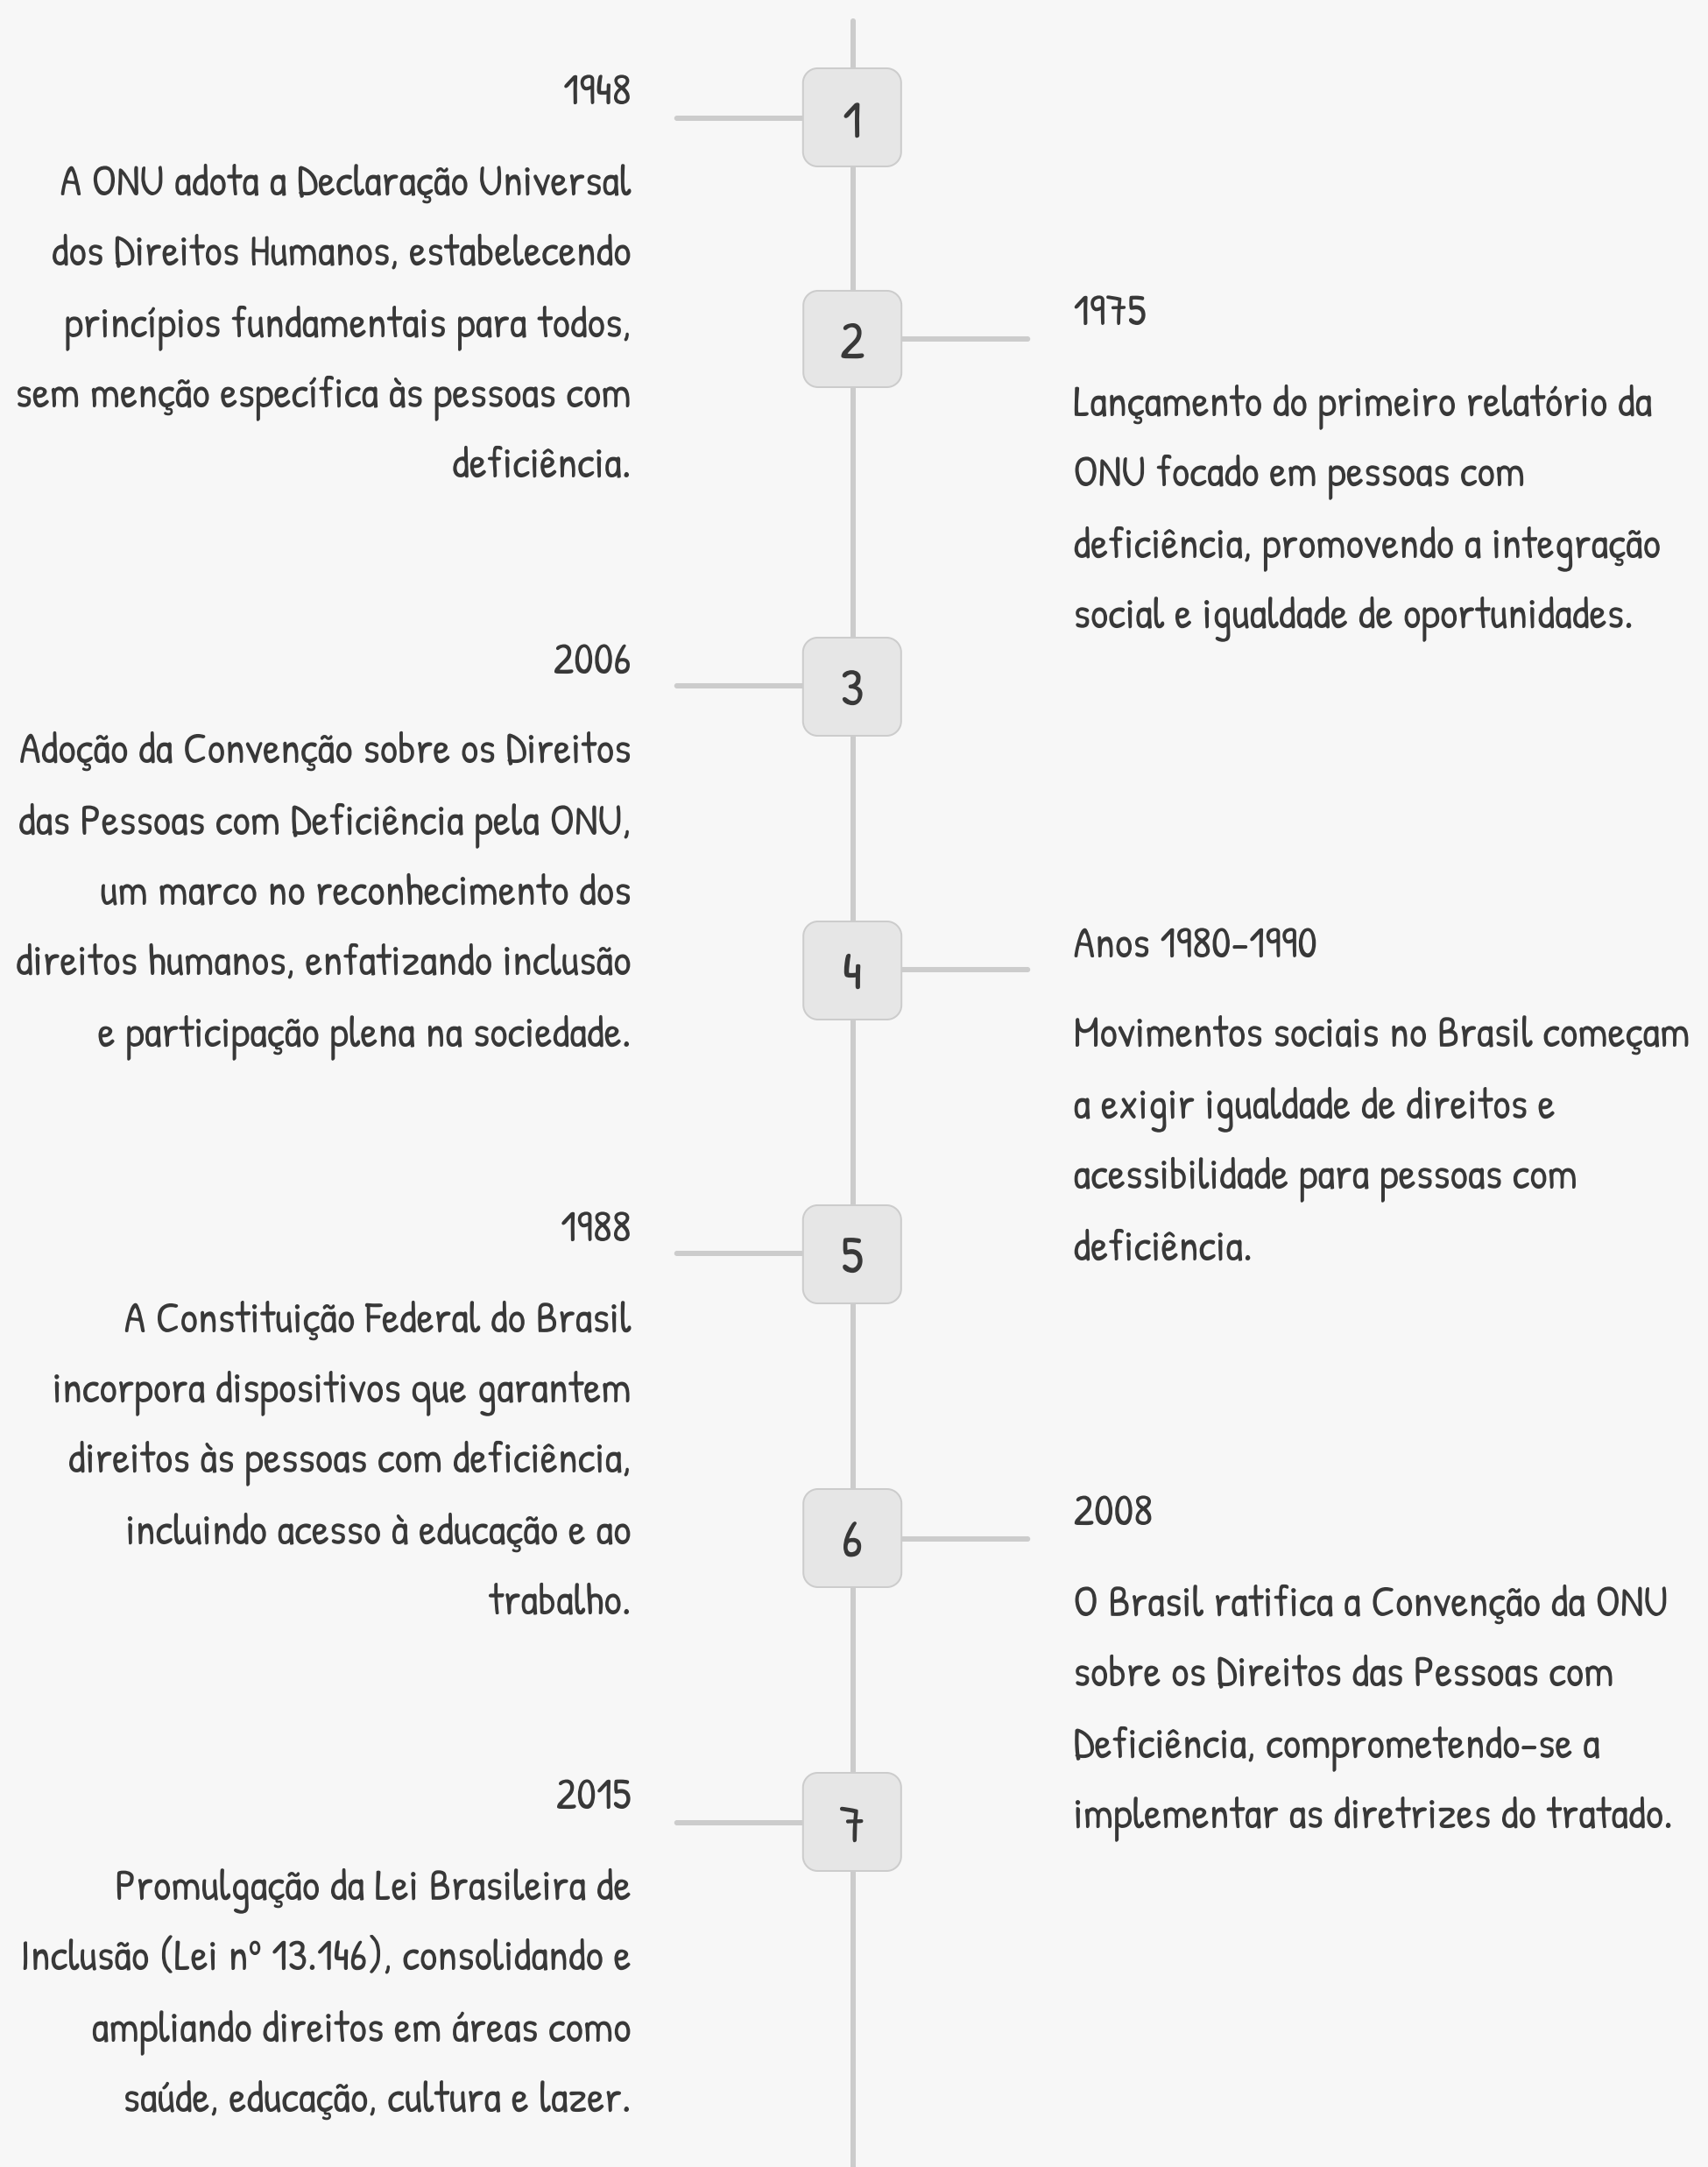 1948
1
A ONU adota a Declaração Universal
dos Direitos Humanos, estabelecendo
princípios fundamentais para todos,
sem menção específica às pessoas com
deficiência.
1975
2
Lançamento do primeiro relatório da
ONU focado em pessoas com
deficiência, promovendo a integração
social e igualdade de oportunidades.
2006
3
Adoção da Convenção sobre os Direitos
das Pessoas com Deficiência pela ONU,
um marco no reconhecimento dos
direitos humanos, enfatizando inclusão
e participação plena na sociedade.
Anos 1980-1990
4
Movimentos sociais no Brasil começam
a exigir igualdade de direitos e
acessibilidade para pessoas com
deficiência.
1988
5
A Constituição Federal do Brasil
incorpora dispositivos que garantem
direitos às pessoas com deficiência,
incluindo acesso à educação e ao
trabalho.
2008
6
O Brasil ratifica a Convenção da ONU
sobre os Direitos das Pessoas com
Deficiência, comprometendo-se a
implementar as diretrizes do tratado.
2015
7
Promulgação da Lei Brasileira de
Inclusão (Lei nº 13.146), consolidando e
ampliando direitos em áreas como
saúde, educação, cultura e lazer.